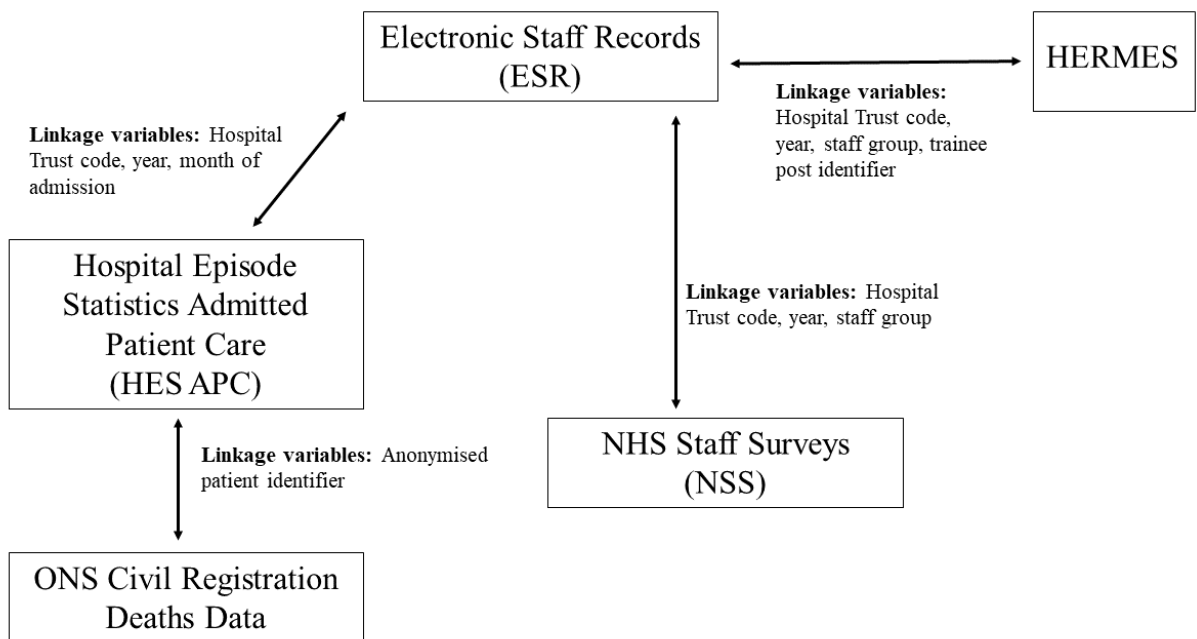 Electronic Staff Records
(ESR)
HERMES
Linkage variables:
Hospital Trust code,
year, staff group, trainee
post identifier
Linkage variables: Hospital
Trust code, year, month of
admission
Hospital Episode
Statistics Admitted
Patient Care
(HES APC)
Linkage variables: Hospital
Trust code, year, staff group
NHS Staff Surveys
(NSS)
Linkage variables: Anonymised
patient identifier
ONS Civil Registration
Deaths Data